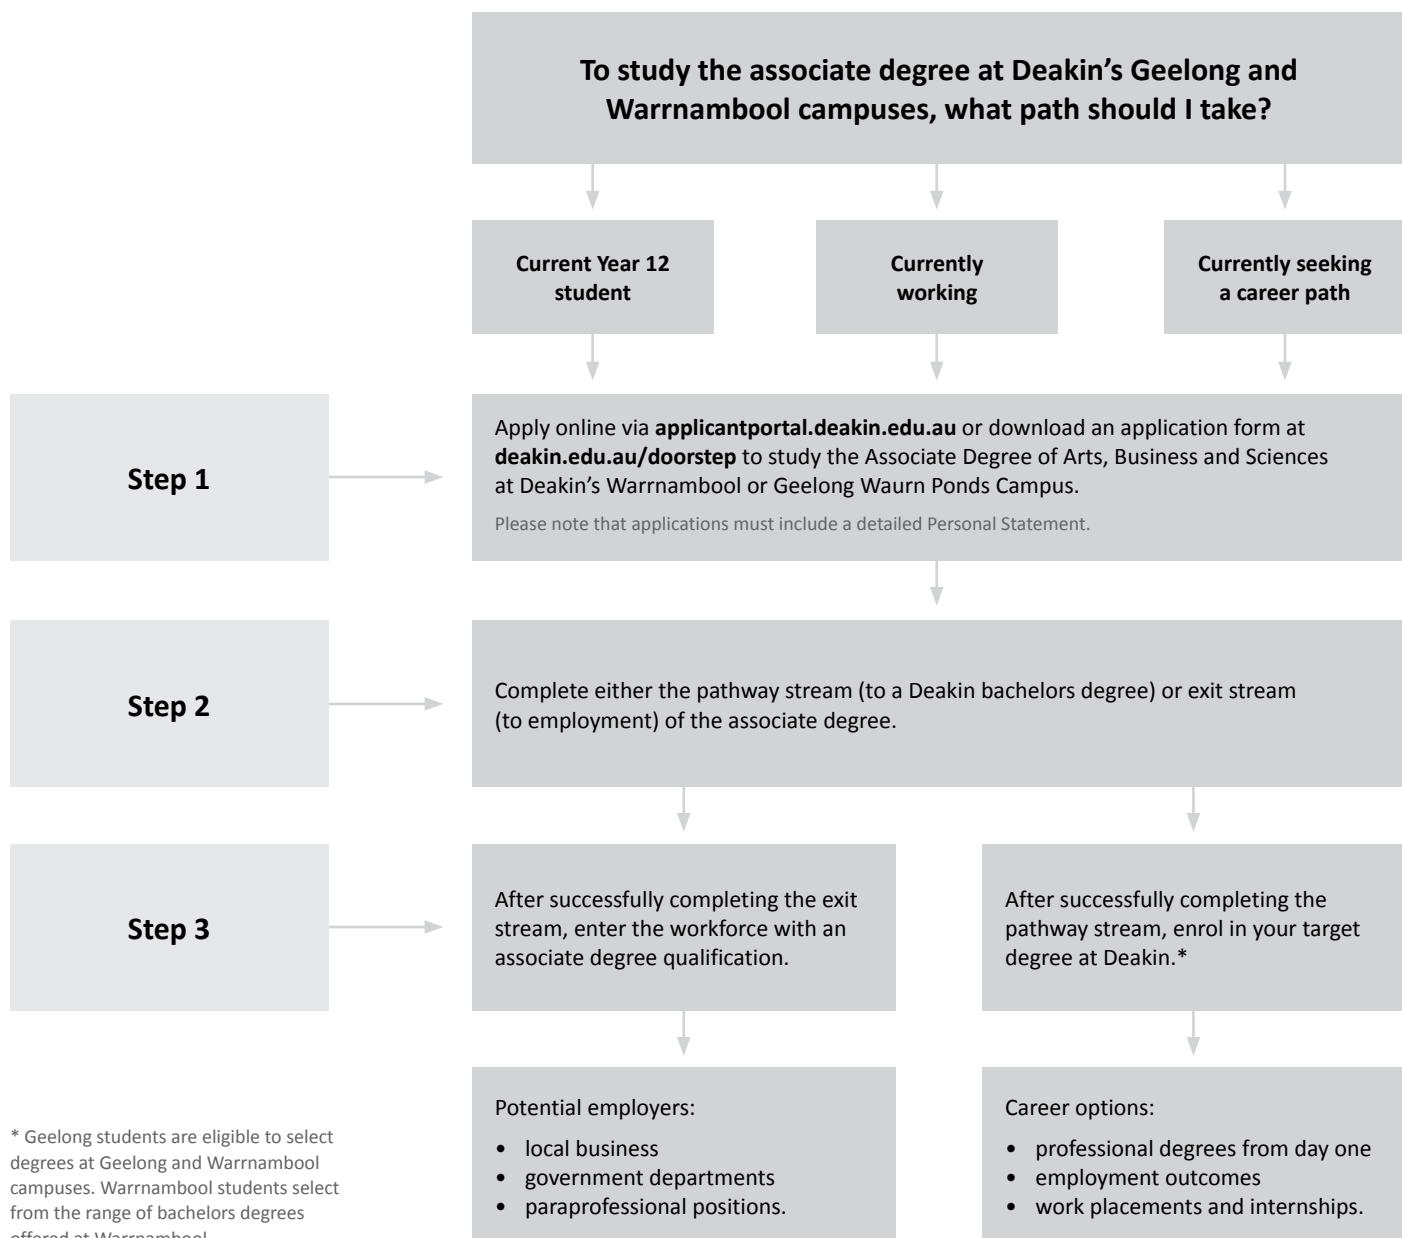 To study the associate degree at Deakin’s Geelong and
Warrnambool campuses, what path should I take?
Current Year 12
student
Currently
working
Currently seeking
a career path
Step 1
Apply online via applicantportal.deakin.edu.au or download an application form at
deakin.edu.au/doorstep to study the Associate Degree of Arts, Business and Sciences
at Deakin’s Warrnambool or Geelong Waurn Ponds Campus.
Please note that applications must include a detailed Personal Statement.
Step 2
Complete either the pathway stream (to a Deakin bachelors degree) or exit stream
(to employment) of the associate degree.
Step 3
After successfully completing the exit
stream, enter the workforce with an
associate degree qualification.
After successfully completing the
pathway stream, enrol in your target
degree at Deakin.*
Potential employers:
• local business
• government departments
• paraprofessional positions.
Career options:
• professional degrees from day one
• employment outcomes
• work placements and internships.
* Geelong students are eligible to select
degrees at Geelong and Warrnambool
campuses. Warrnambool students select
from the range of bachelors degrees
offered at Warrnambool